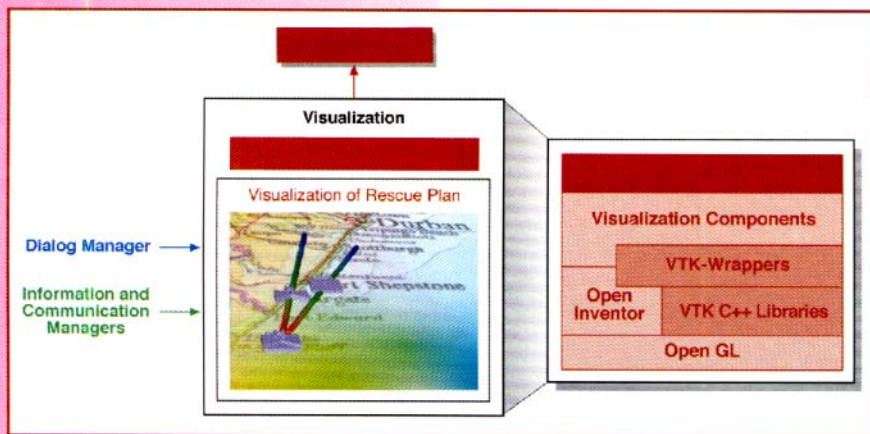 Visualization
Visualization of Rescue Plan
Durban
Shepstone
Edward
Dialog Manager
Information and
Communication
Managers
Visualization Components
VTK-Wrappers
Open
Inventor
VTK C++ Libraries
Open GL